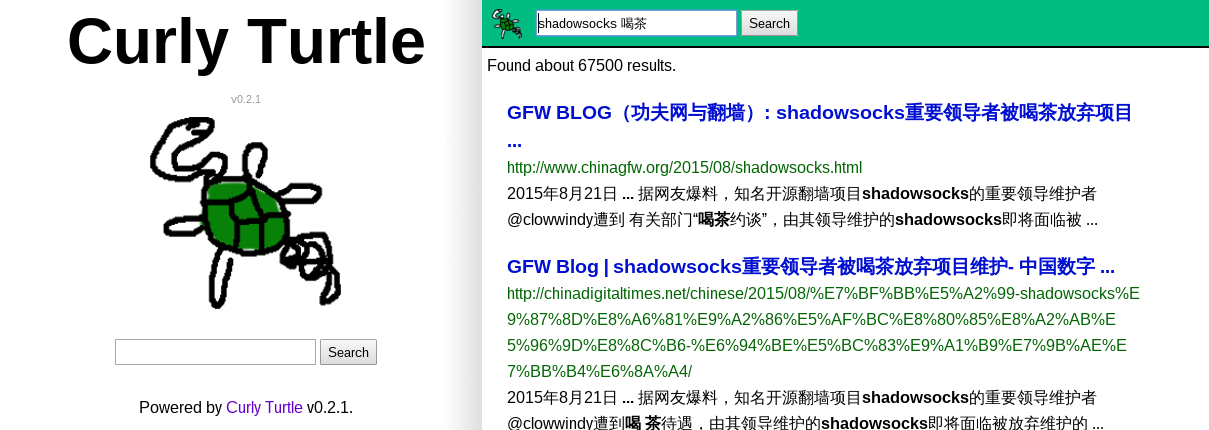 Curly Turtle
v0.2.1
Search
Powered by Curly Turtle v0.2.1.
shadowsocks 喝茶 Search
Found about 67500 results.
GFW BLOG（功夫网与翻墙）: shadowsocks重要领导者被喝茶放弃项目
...
http://www.chinagfw.org/2015/08/shadowsocks.html
2015年8月21日 ... 据网友爆料，知名开源翻墙项目shadowsocks的重要领导维护者
@clowwindy遭到 有关部门“喝茶约谈”，由其领导维护的shadowsocks即将面临被 ...
GFW Blog | shadowsocks重要领导者被喝茶放弃项目维护- 中国数字 ...
http://chinadigitaltimes.net/chinese/2015/08/%E7%BF%BB%E5%A2%99-shadowsocks%E
9%87%8D%E8%A6%81%E9%A2%86%E5%AF%BC%E8%80%85%E8%A2%AB%E
5%96%9D%E8%8C%B6-%E6%94%BE%E5%BC%83%E9%A1%B9%E7%9B%AE%E
7%BB%B4%E6%8A%A4/
2015年8月21日 ... 据网友爆料，知名开源翻墙项目shadowsocks的重要领导维护者
@clowwindy被喝 茶待遇，由其领导维护的shadowsocks即将面临被放弃维护的 ...